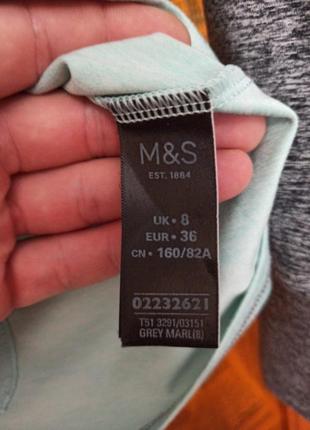 M&S
EST. 1884
UK • 8
EUR • 36
CN • 160/82A
02232621
T51 3291/03151
GREY MARL(B)